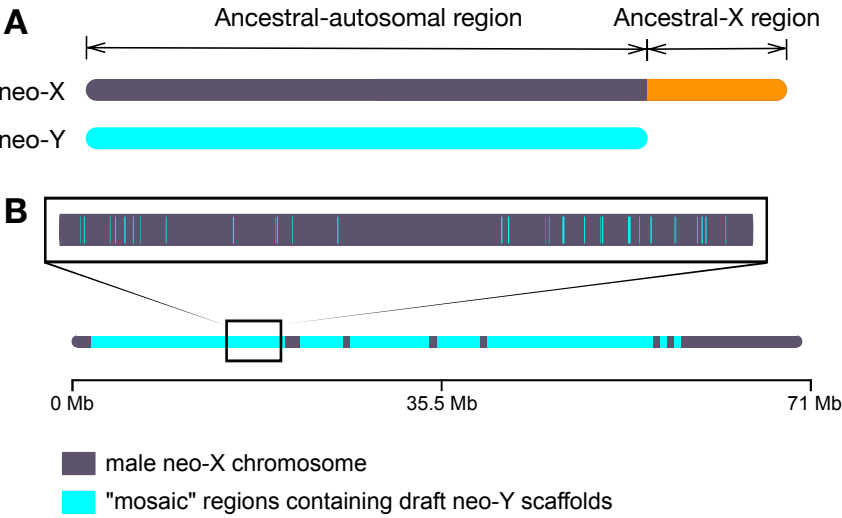 A
Ancestral-autosomal region Ancestral-X region
neo-X
neo-Y
B
0 Mb 35.5 Mb 71 Mb
male neo-X chromosome
"mosaic" regions containing draft neo-Y scaffolds